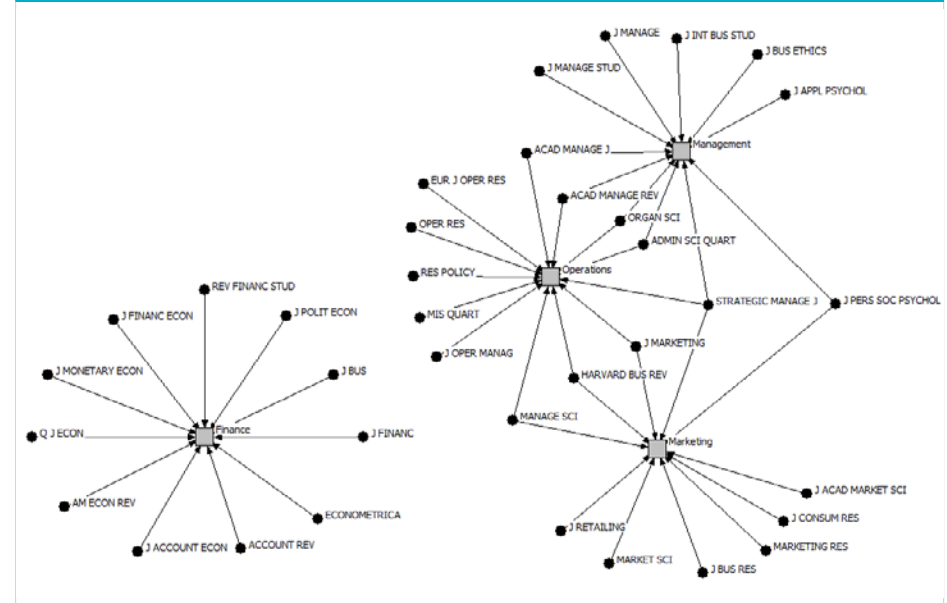 J MANAGE
J INT BUS STUD
J BUS ETHICS
J MANAGE STUD
J APPL PSYCHOL
Management
ACAD MANAGE J
EUR J OPER RES
ACAD MANAGE REV
OPER RES
ORGAN SCI
ADMIN SCI QUART
RES POLICY
Operations
REV FINANC STUD
STRATEGIC MANAGE J
J PERS SOC PSYCHOL
J FINANC ECON
J POLIT ECON
MIS QUART
J MARKETING
J OPER MANAG
J MONETARY ECON
J BUS
HARVARD BUS REV
MANAGE SCI
Finance
Q J ECON
J FINANC
Marketing
AM ECON REV
ECONOMETRICA
J ACAD MARKET SCI
J RETAILING
J CONSUM RES
J ACCOUNT ECON
ACCOUNT REV
MARKETING RES
MARKET SCI
J BUS RES